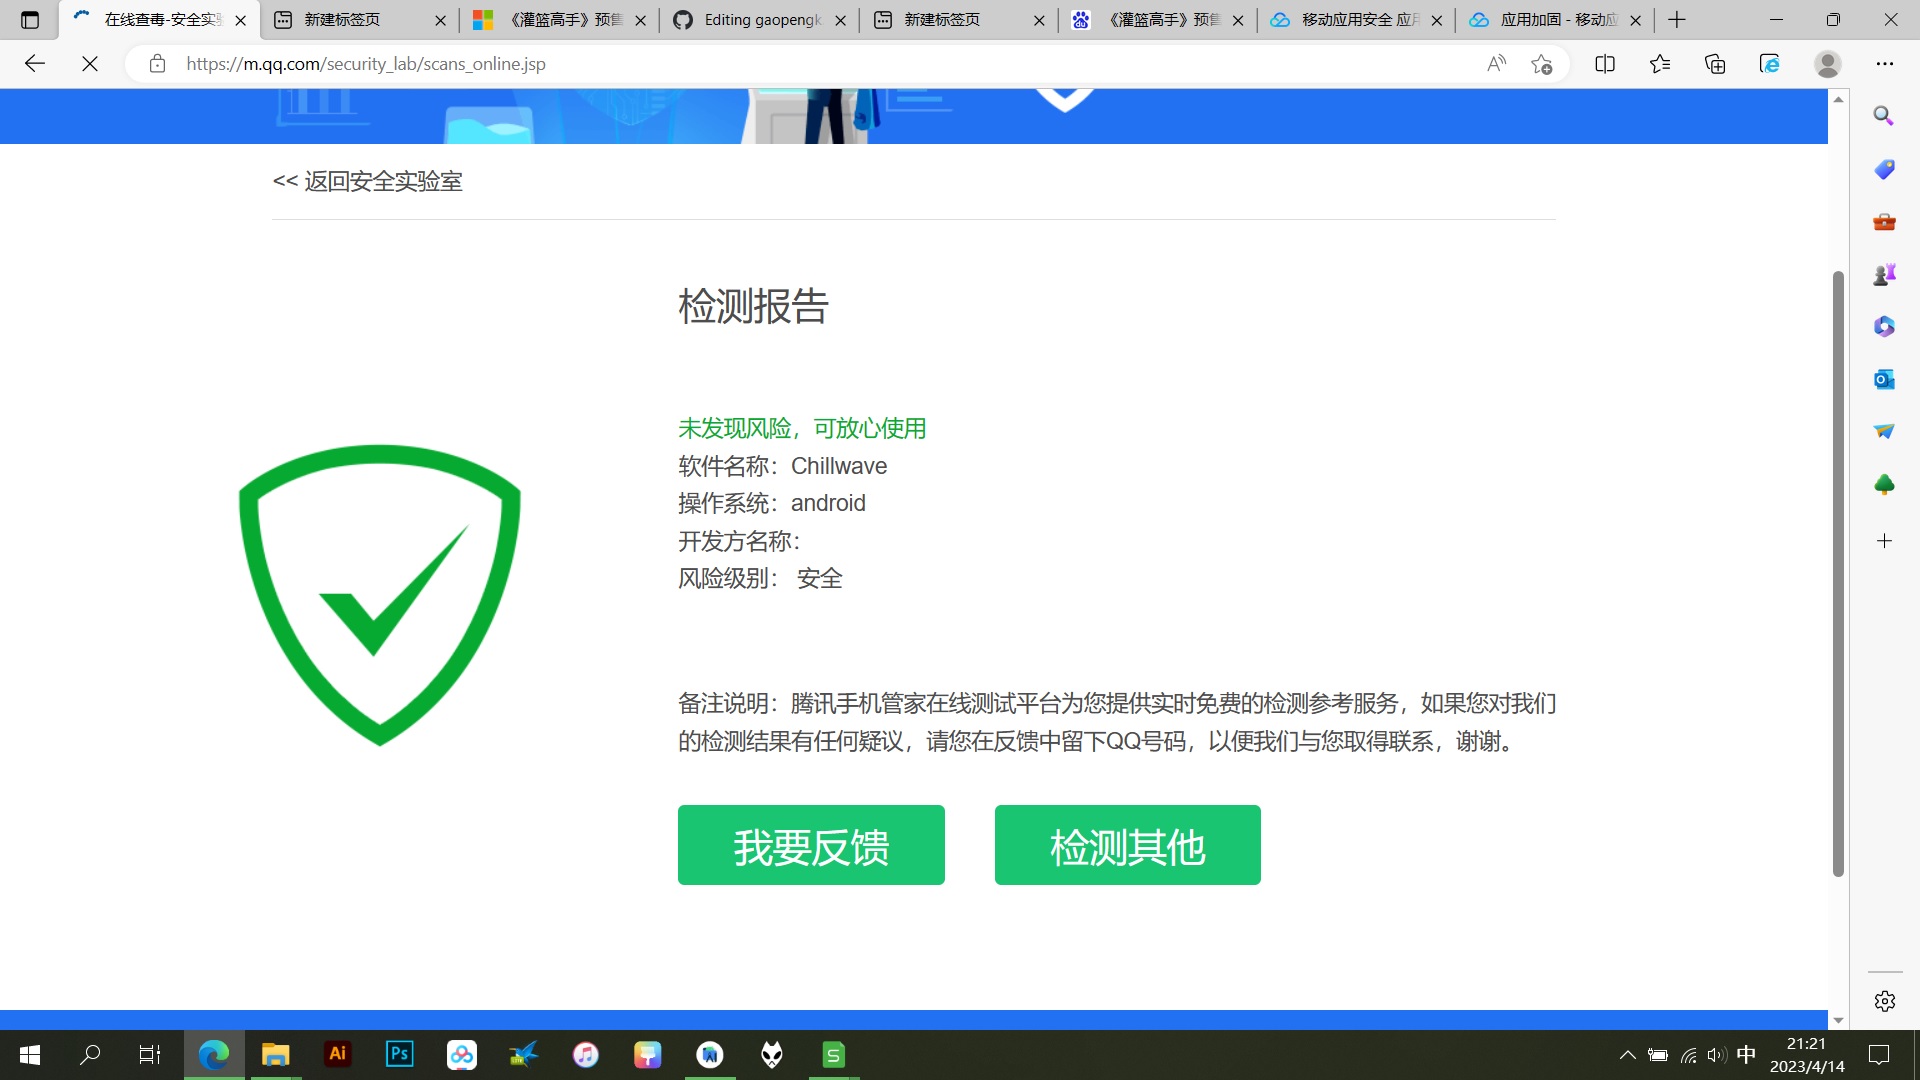 在线查毒-安全实验
新建标签页
《灌篮高手》预售
Editing gaopengk
新建标签页
《灌篮高手》预售
移动应用安全 应用
应用加固 - 移动应
https://m.qq.com/security_lab/scans_online.jsp
<< 返回安全实验室
检测报告
未发现风险，可放心使用
软件名称：Chillwave
操作系统：android
开发方名称：
风险级别： 安全
备注说明：腾讯手机管家在线测试平台为您提供实时免费的检测参考服务，如果您对我们
的检测结果有任何疑议，请您在反馈中留下QQ号码，以便我们与您取得联系，谢谢。
我要反馈
检测其他
Ai
Ps
S
中
21:21
2023/4/14